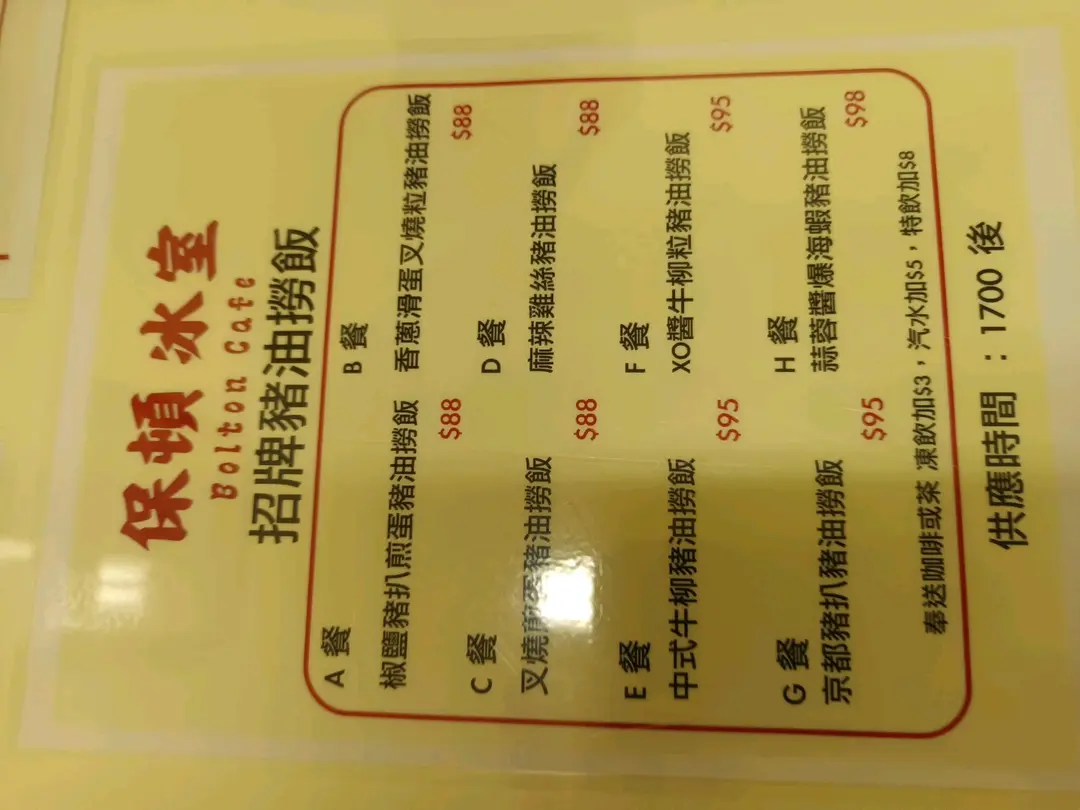 保頓冰室
Bolton Cafe
招牌豬油撈飯
A 餐
椒鹽豬扒煎蛋豬油撈飯
$88
B 餐
香蔥滑蛋叉燒粒豬油撈飯
$88
C 餐
叉燒煎蛋豬油撈飯
$88
D 餐
麻辣雞絲豬油撈飯
$88
E 餐
中式牛柳豬油撈飯
$95
F 餐
XO醬牛柳粒豬油撈飯
$95
G 餐
京都豬扒豬油撈飯
$95
H 餐
蒜蓉醬爆海蝦豬油撈飯
$98
奉送咖啡或茶 凍飲加$3，汽水加$5，特飲加$8
供應時間 ：1700 後